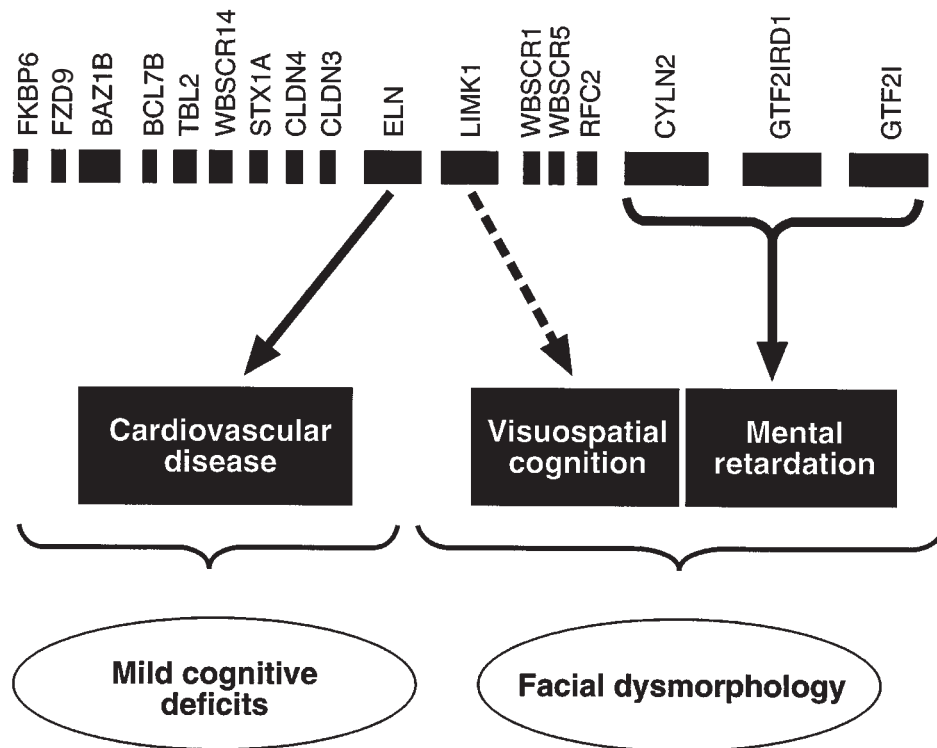 FKBP6
FZD9
BAZ1B
BCL7B
TBL2
WBSCR14
STX1A
CLDN4
CLDN3
ELN
LIMK1
WBSCR1
WBSCR5
RFC2
CYLN2
GTF2IRD1
GTF2I
Cardiovascular
disease
Visuospatial
cognition
Mental
retardation
Mild cognitive
deficits
Facial dysmorphology